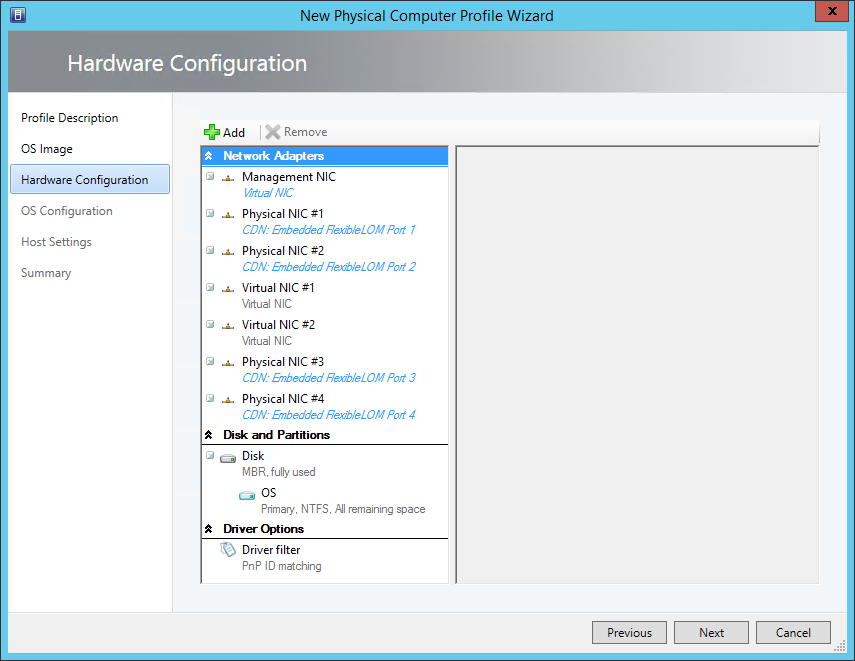 New Physical Computer Profile Wizard
Hardware Configuration
Profile Description
OS Image
Hardware Configuration
OS Configuration
Host Settings
Summary
Add
Remove
Network Adapters
Management NIC
Virtual NIC
Physical NIC #1
CDN: Embedded FlexibleLOM Port 1
Physical NIC #2
CDN: Embedded FlexibleLOM Port 2
Virtual NIC #1
Virtual NIC
Virtual NIC #2
Virtual NIC
Physical NIC #3
CDN: Embedded FlexibleLOM Port 3
Physical NIC #4
CDN: Embedded FlexibleLOM Port 4
Disk and Partitions
Disk
MBR, fully used
OS
Primary, NTFS, All remaining space
Driver Options
Driver filter
PnP ID matching
Previous
Next
Cancel